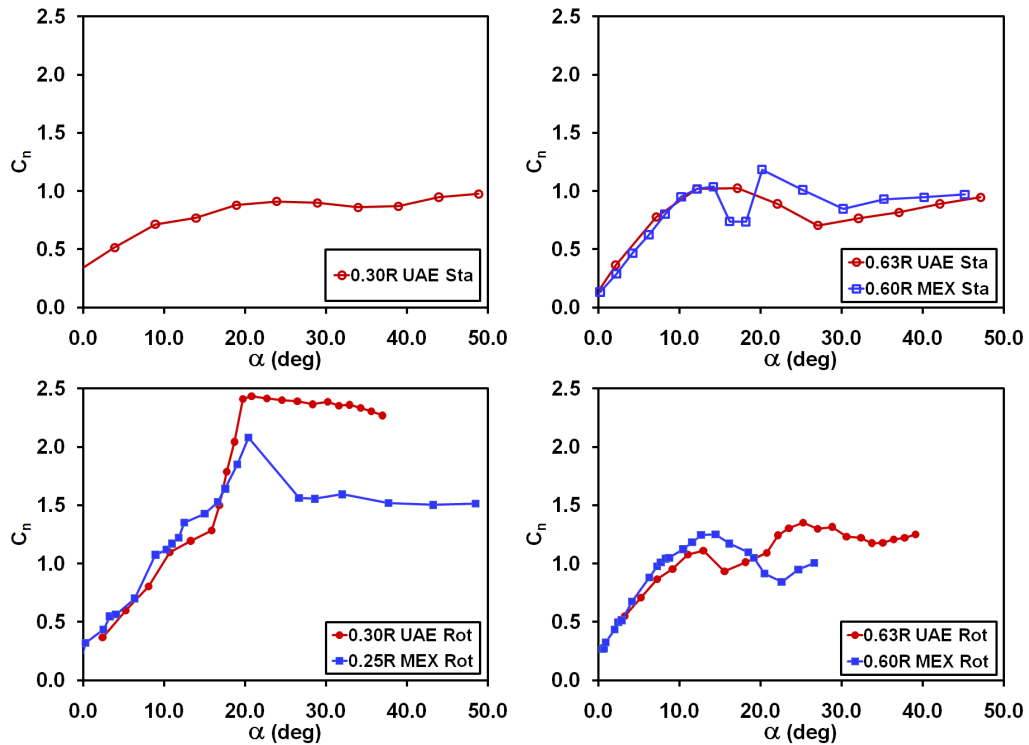 2.5
2.0
1.5
1.0
0.5
0.0
Cn
0.30R UAE Sta
0.0 10.0 20.0 30.0 40.0 50.0
α (deg)
2.5
2.0
1.5
1.0
0.5
0.0
Cn
0.63R UAE Sta
0.60R MEX Sta
0.0 10.0 20.0 30.0 40.0 50.0
α (deg)
2.5
2.0
1.5
1.0
0.5
0.0
Cn
0.30R UAE Rot
0.25R MEX Rot
0.0 10.0 20.0 30.0 40.0 50.0
α (deg)
2.5
2.0
1.5
1.0
0.5
0.0
Cn
0.63R UAE Rot
0.60R MEX Rot
0.0 10.0 20.0 30.0 40.0 50.0
α (deg)